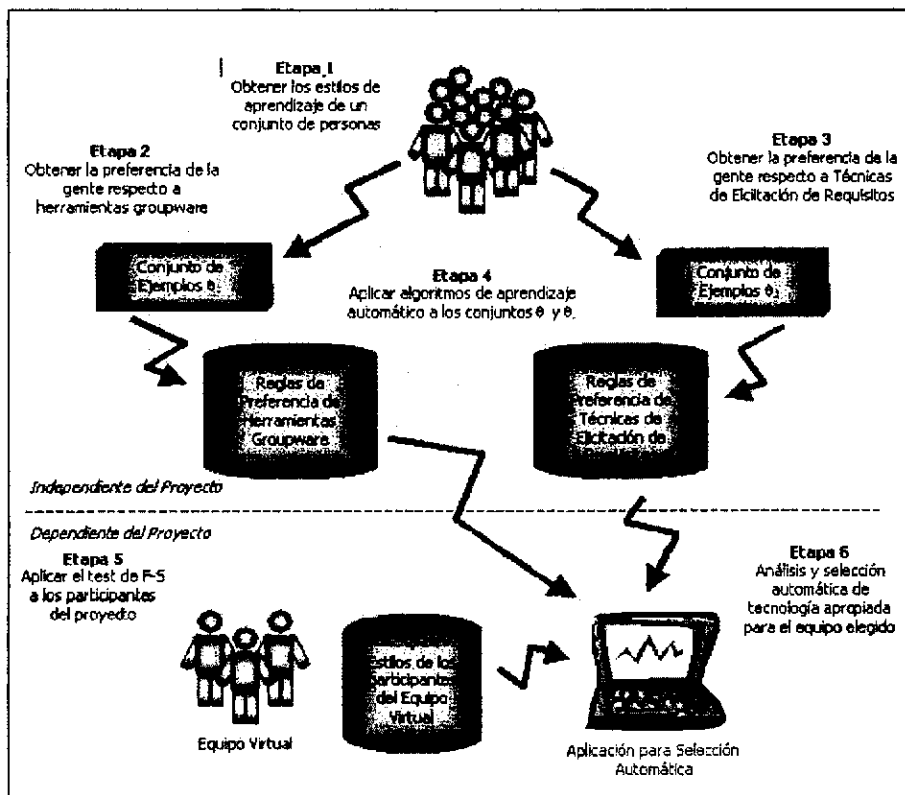 Etapa 1
Obtener los estilos de
aprendizaje de un
conjunto de personas
Etapa 2
Obtener la preferencia de la
gente respecto a
herramientas groupware
Etapa 3
Obtener la preferencia de la
gente respecto a Técnicas
de Elicitación de Requisitos
Conjunto de
Ejemplos θ
Etapa 4
Aplicar algoritmos de aprendizaje
automático a los conjuntos θ y θ
Conjunto de
Ejemplos θ
Reglas de
Preferencia de
Herramientas
Groupware
Reglas de
Preferencia de
Técnicas de
Elicitación de
Independiente del Proyecto
Dependiente del Proyecto
Etapa 5
Aplicar el test de F-S
a los participantes
del proyecto
Etapa 6
Análisis y selección
automática de
tecnología apropiada
para el equipo elegido
Estilos de los
participantes
del Equipo
Virtual
Equipo Virtual
Aplicación para Selección
Automática